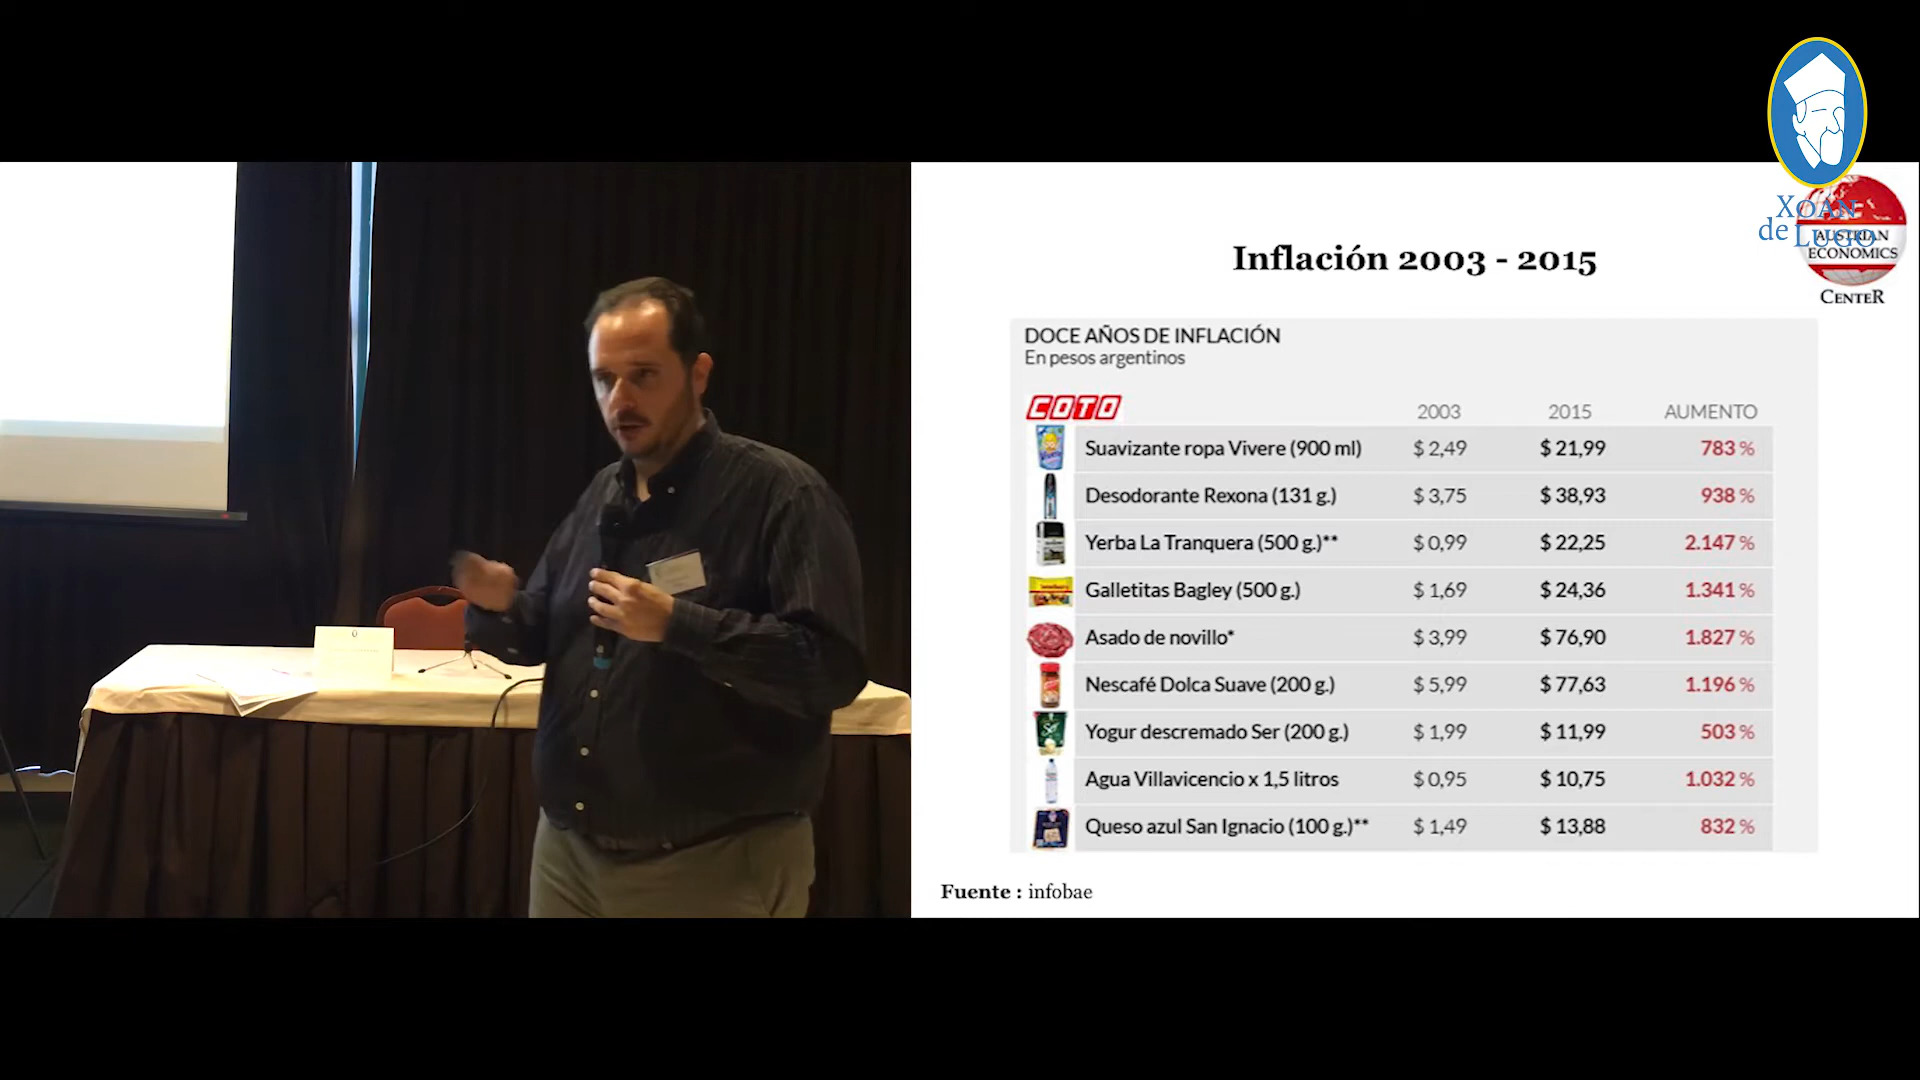 Xoán
de Lugo
AUSTRIAN
ECONOMICS
CENTER
Inflación 2003 - 2015
DOCE AÑOS DE INFLACIÓN
En pesos argentinos
COTO 2003 2015 AUMENTO
Suavizante ropa Vivere (900 ml) $ 2,49 $ 21,99 783 %
Desodorante Rexona (131 g.) $ 3,75 $ 38,93 938 %
Yerba La Tranquera (500 g.)** $ 0,99 $ 22,25 2.147 %
Galletitas Bagley (500 g.) $ 1,69 $ 24,36 1.341 %
Asado de novillo* $ 3,99 $ 76,90 1.827 %
Nescafé Dolca Suave (200 g.) $ 5,99 $ 77,63 1.196 %
Yogur descremado Ser (200 g.) $ 1,99 $ 11,99 503 %
Agua Villavicencio x 1,5 litros $ 0,95 $ 10,75 1.032 %
Queso azul San Ignacio (100 g.)** $ 1,49 $ 13,88 832 %
Fuente : infobae